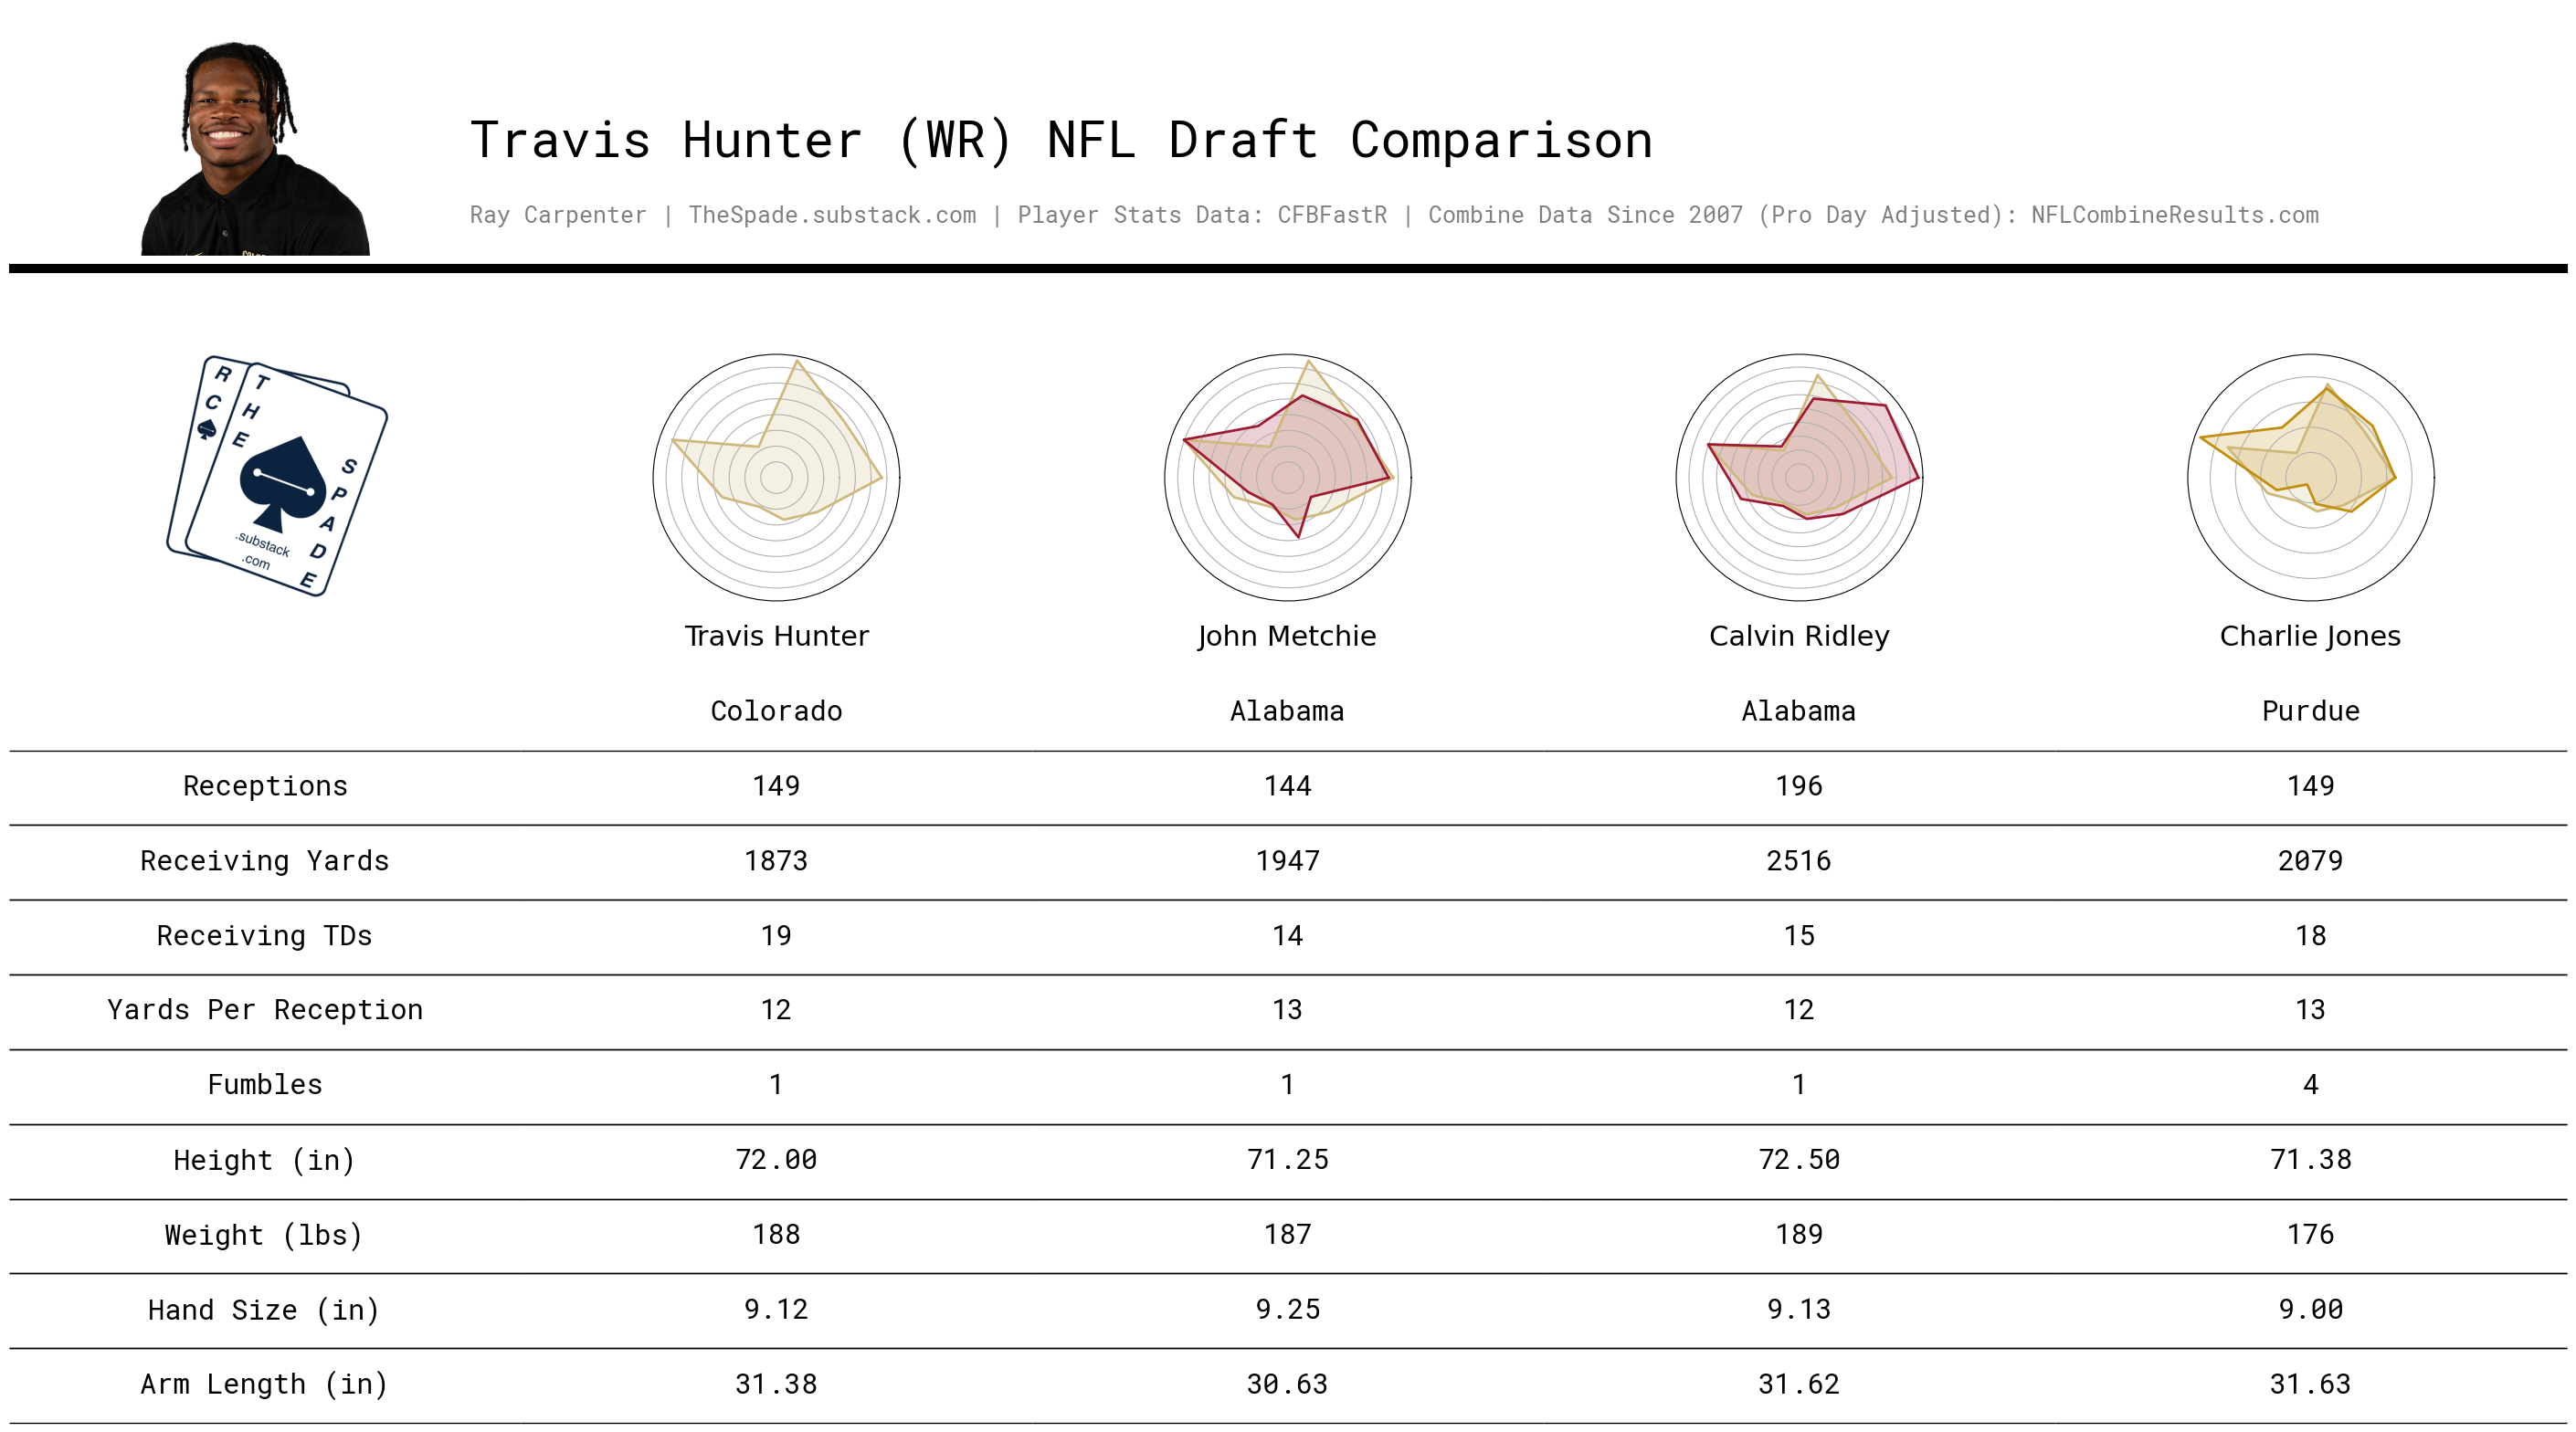 Travis Hunter (WR) NFL Draft Comparison
Ray Carpenter | TheSpade.substack.com | Player Stats Data: CFBFastR | Combine Data Since 2007 (Pro Day Adjusted): NFLCombineResults.com
R C
THE SPADE
.substack
.com
Travis Hunter John Metchie Calvin Ridley Charlie Jones
Colorado Alabama Alabama Purdue
Receptions 149 144 196 149
Receiving Yards 1873 1947 2516 2079
Receiving TDs 19 14 15 18
Yards Per Reception 12 13 12 13
Fumbles 1 1 1 4
Height (in) 72.00 71.25 72.50 71.38
Weight (lbs) 188 187 189 176
Hand Size (in) 9.12 9.25 9.13 9.00
Arm Length (in) 31.38 30.63 31.62 31.63